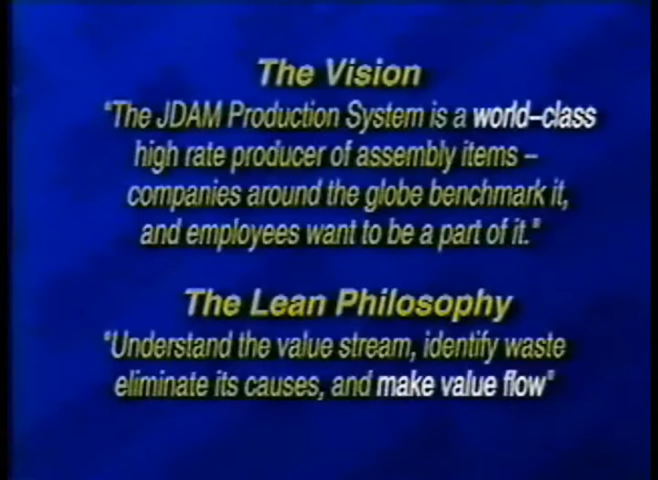 The Vision
"The JDAM Production System is a world-class
high rate producer of assembly items -
companies around the globe benchmark it,
and employees want to be a part of it."
The Lean Philosophy
"Understand the value stream, identify waste
eliminate its causes, and make value flow"